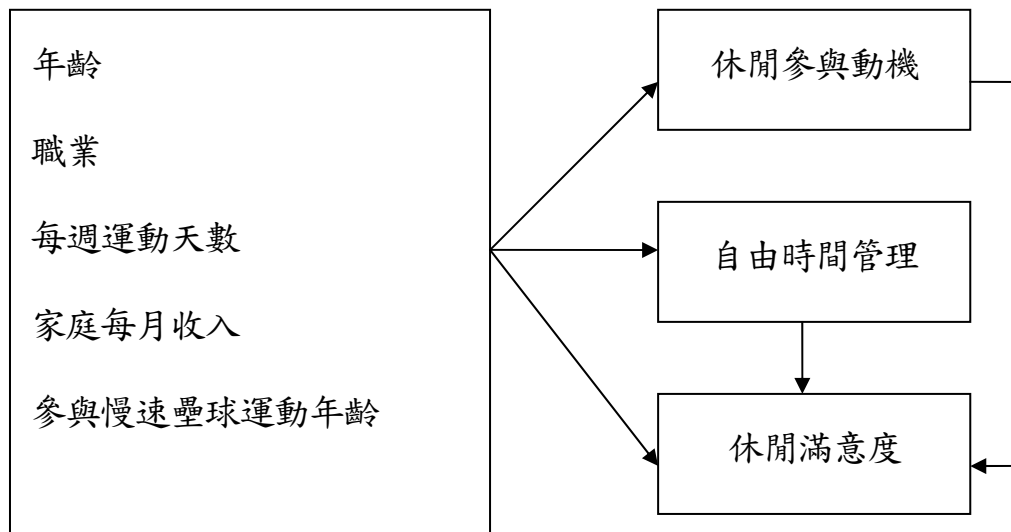 年齡
職業
每週運動天數
家庭每月收入
參與慢速壘球運動年齡
休閒參與動機
自由時間管理
休閒滿意度